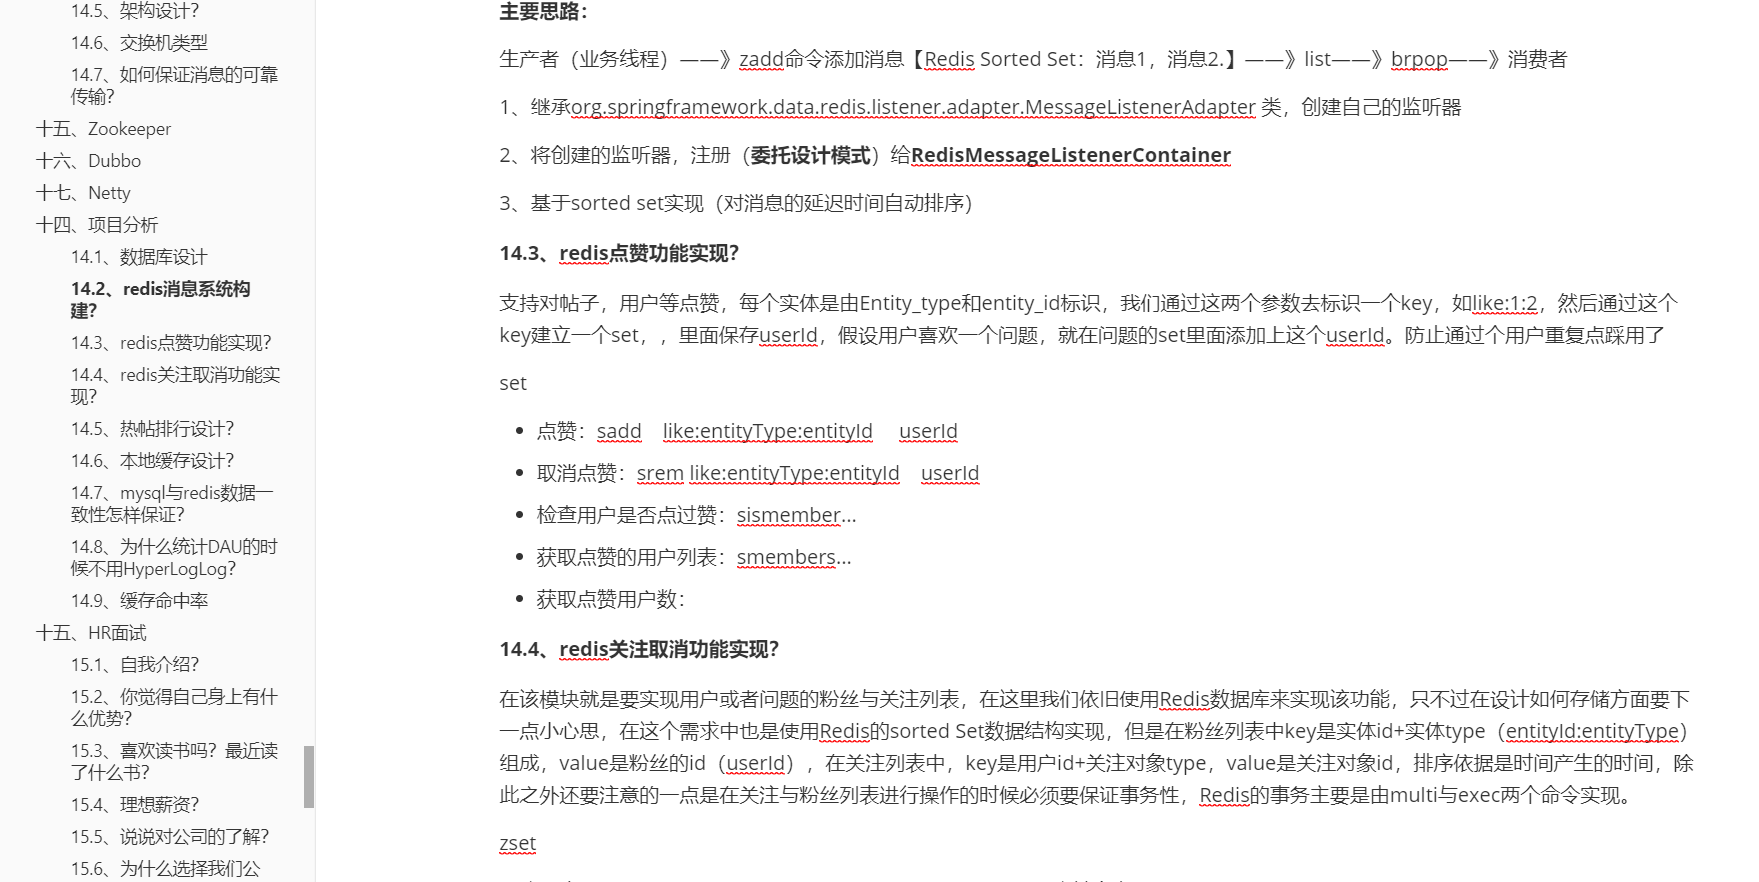 14.5、架构设计？
14.6、交换机类型
14.7、如何保证消息的可靠
传输？
十五、Zookeeper
十六、Dubbo
十七、Netty
十四、项目分析
14.1、数据库设计
14.2、redis消息系统构
建？
14.3、redis点赞功能实现？
14.4、redis关注取消功能实
现？
14.5、热帖排行设计？
14.6、本地缓存设计？
14.7、mysql与redis数据一
致性怎样保证？
14.8、为什么统计DAU的时
候不用HyperLogLog？
14.9、缓存命中率
十五、HR面试
15.1、自我介绍？
15.2、你觉得自己身上有什
么优势？
15.3、喜欢读书吗？最近读
了什么书？
15.4、理想薪资？
15.5、说说对公司的了解？
15.6、为什么选择我们公
主要思路：
生产者（业务线程）——》zadd命令添加消息【Redis Sorted Set：消息1，消息2.】——》list——》brpop——》消费者
1、继承org.springframework.data.redis.listener.adapter.MessageListenerAdapter 类，创建自己的监听器
2、将创建的监听器，注册（委托设计模式）给RedisMessageListenerContainer
3、基于sorted set实现（对消息的延迟时间自动排序）
14.3、redis点赞功能实现？
支持对帖子，用户等点赞，每个实体是由Entity_type和entity_id标识，我们通过这两个参数去标识一个key，如like:1:2，然后通过这个
key建立一个set，，里面保存userId，假设用户喜欢一个问题，就在问题的set里面添加上这个userId。防止通过个用户重复点踩用了
set
• 点赞：sadd like:entityType:entityId userId
• 取消点赞：srem like:entityType:entityId userId
• 检查用户是否点过赞：sismember...
• 获取点赞的用户列表：smembers...
• 获取点赞用户数：
14.4、redis关注取消功能实现？
在该模块就是要实现用户或者问题的粉丝与关注列表，在这里我们依旧使用Redis数据库来实现该功能，只不过在设计如何存储方面要下
一点小心思，在这个需求中也是使用Redis的sorted Set数据结构实现，但是在粉丝列表中key是实体id+实体type（entityId:entityType）
组成，value是粉丝的id（userId），在关注列表中，key是用户id+关注对象type，value是关注对象id，排序依据是时间产生的时间，除
此之外还要注意的一点是在关注与粉丝列表进行操作的时候必须要保证事务性，Redis的事务主要是由multi与exec两个命令实现。
zset